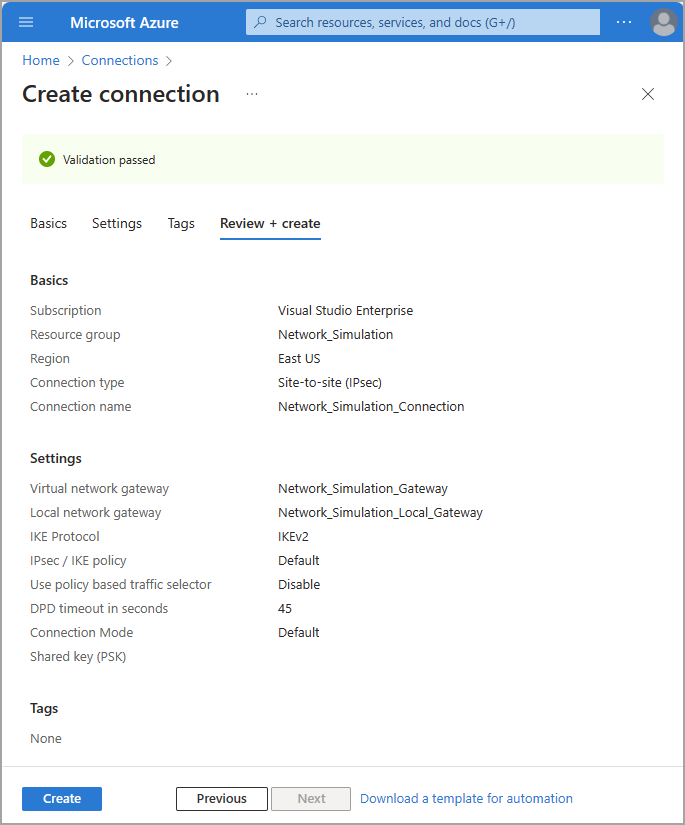 Microsoft Azure
Search resources, services, and docs (G+/)
...
Home > Connections >
Create connection ...
Validation passed
Basics Settings Tags Review + create
Basics
Subscription Visual Studio Enterprise
Resource group Network_Simulation
Region East US
Connection type Site-to-site (IPsec)
Connection name Network_Simulation_Connection
Settings
Virtual network gateway Network_Simulation_Gateway
Local network gateway Network_Simulation_Local_Gateway
IKE Protocol IKEv2
IPsec / IKE policy Default
Use policy based traffic selector Disable
DPD timeout in seconds 45
Connection Mode Default
Shared key (PSK)
Tags
None
Create Previous Next Download a template for automation